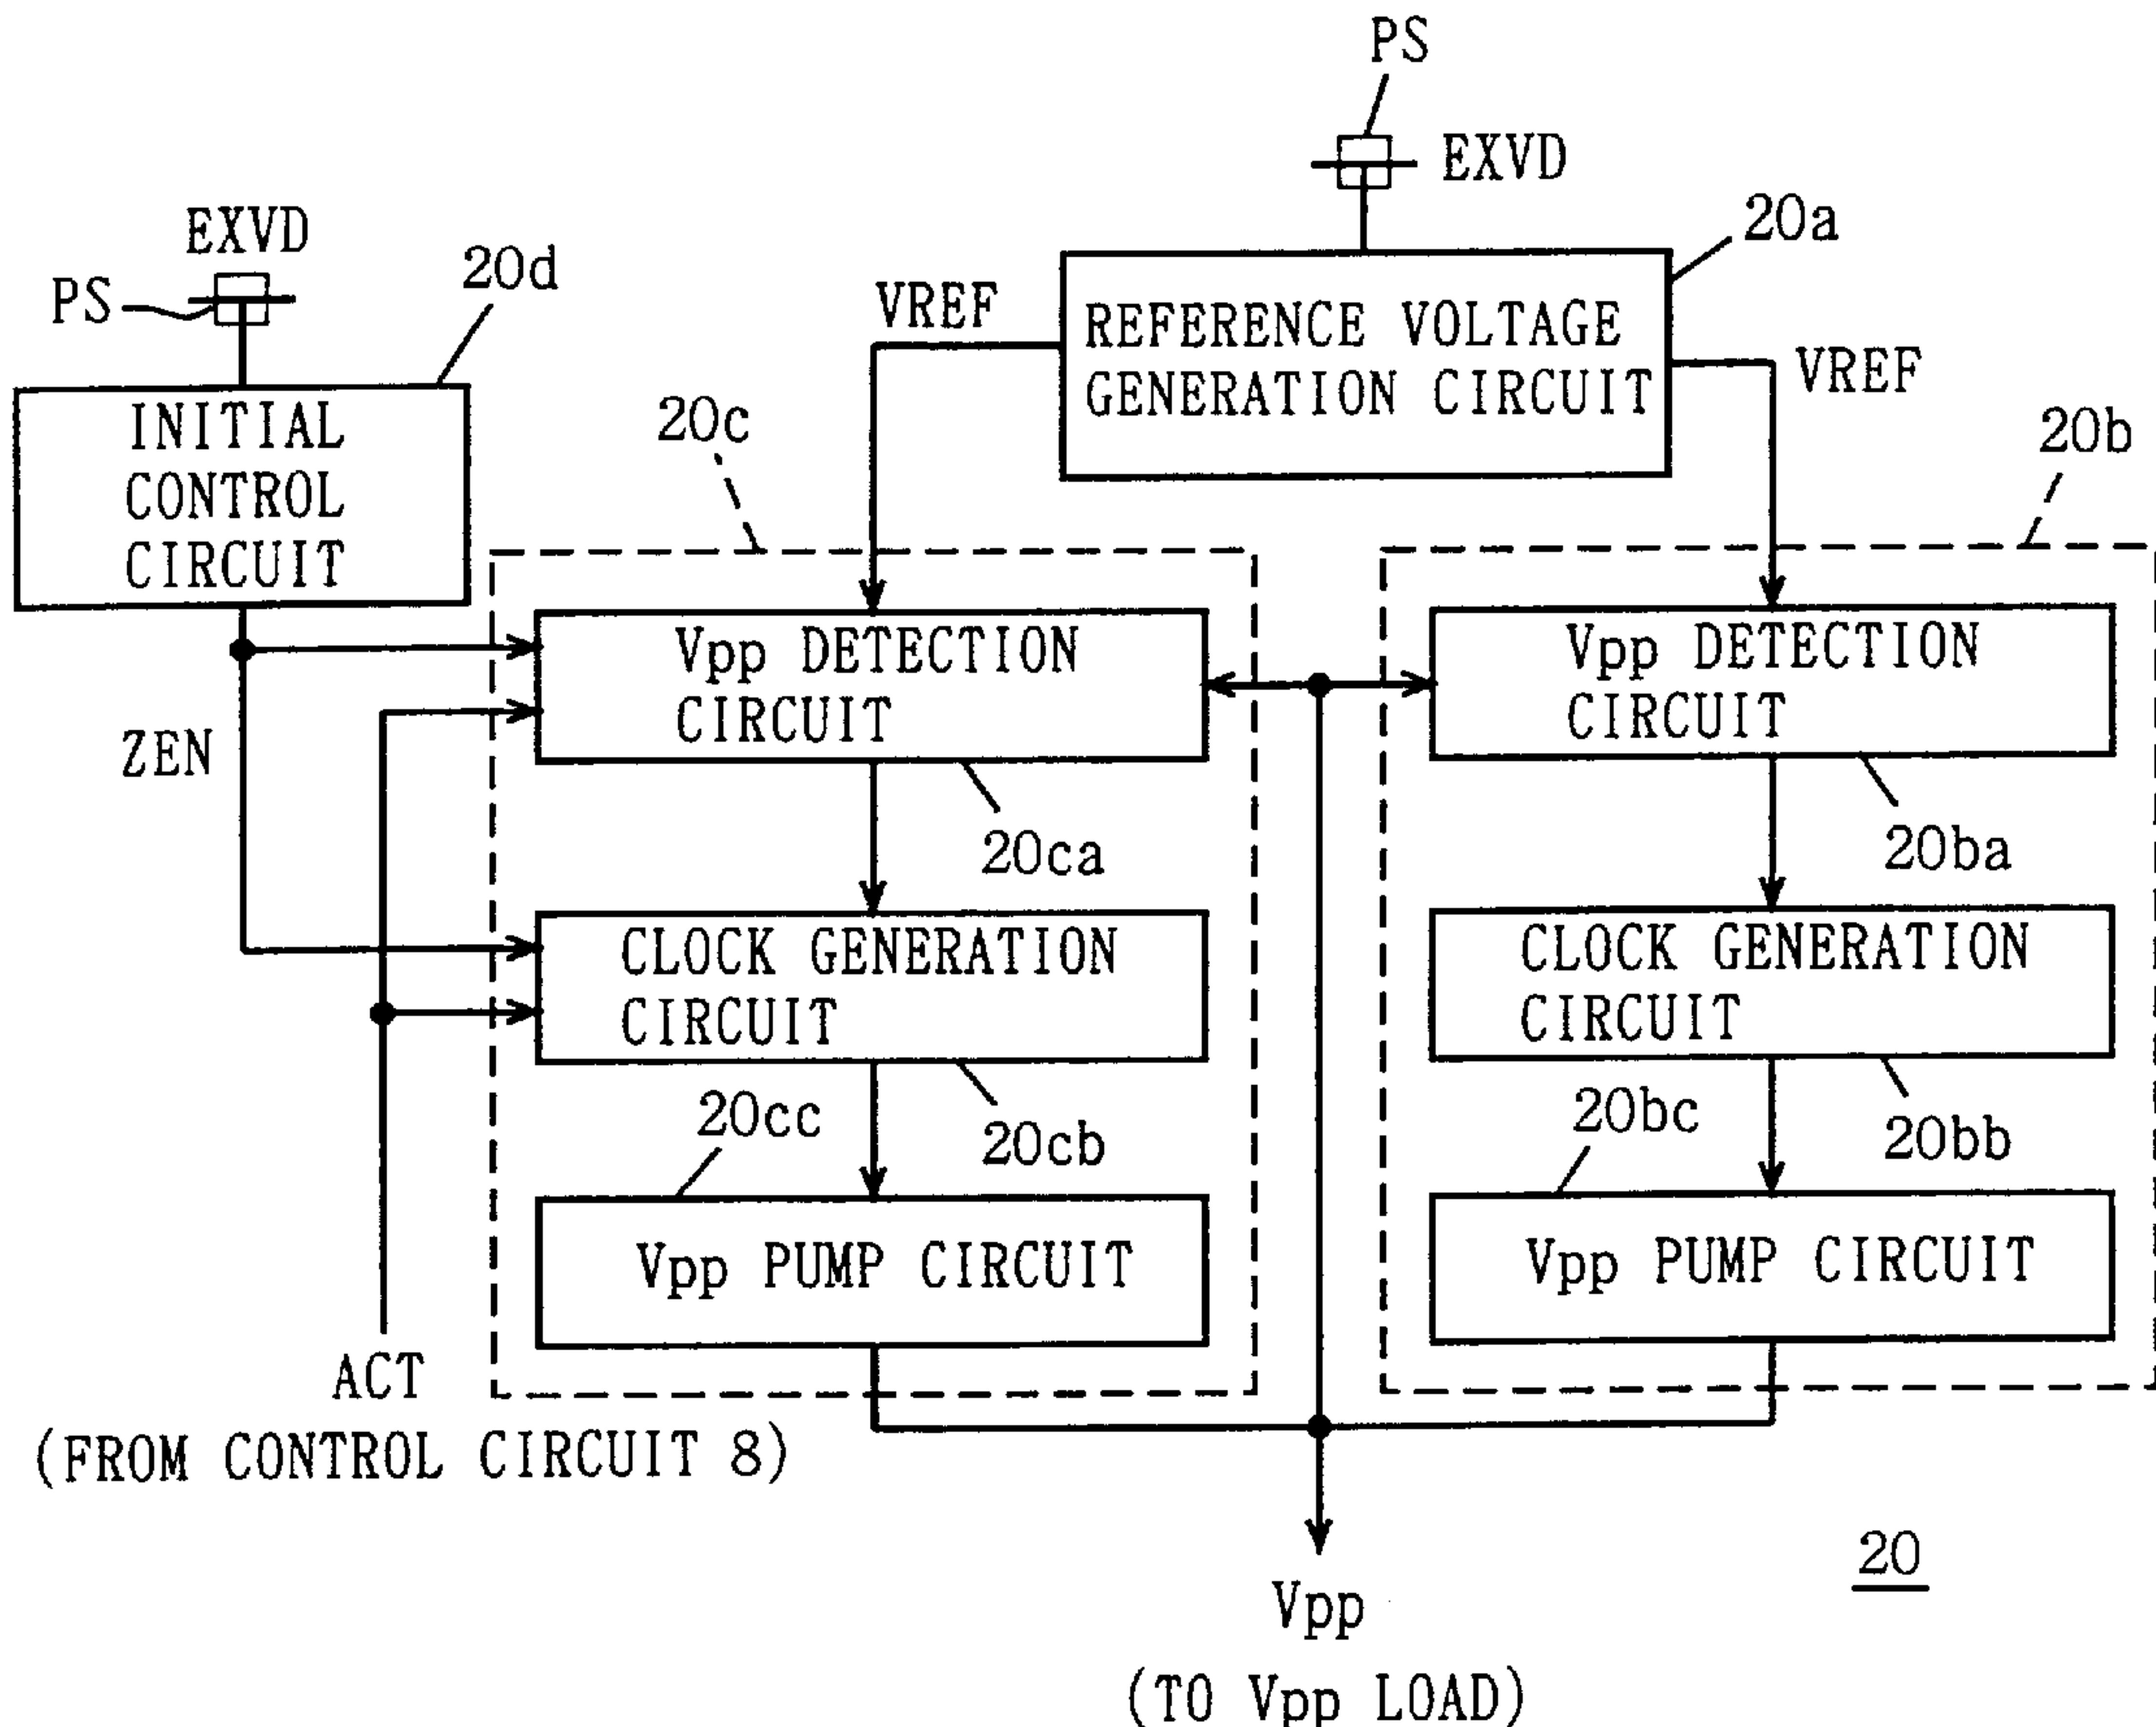 PS
EXVD
20a
EXVD
20d
PS
VREF
REFERENCE VOLTAGE
GENERATION CIRCUIT
VREF
INITIAL
CONTROL
CIRCUIT
20c
20b
Vpp DETECTION
CIRCUIT
Vpp DETECTION
CIRCUIT
ZEN
20ca
20ba
CLOCK GENERATION
CIRCUIT
CLOCK GENERATION
CIRCUIT
20cc
20cb
20bc
20bb
Vpp PUMP CIRCUIT
Vpp PUMP CIRCUIT
ACT
(FROM CONTROL CIRCUIT 8)
20
Vpp
(TO Vpp LOAD)